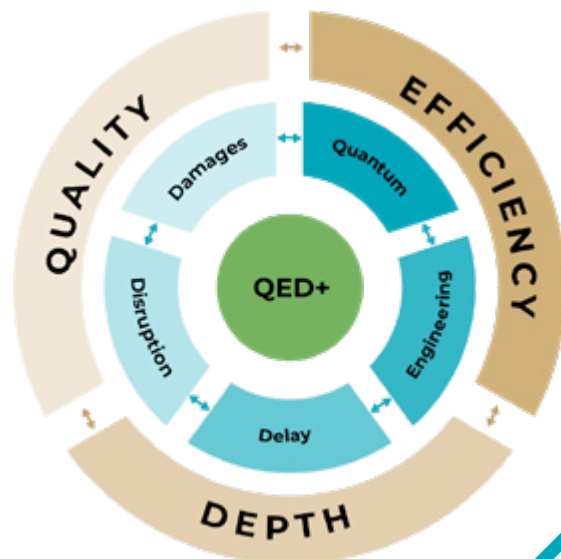 QUALITY
EFFICIENCY
DEPTH
Damages
Quantum
Engineering
Delay
Disruption
QED+